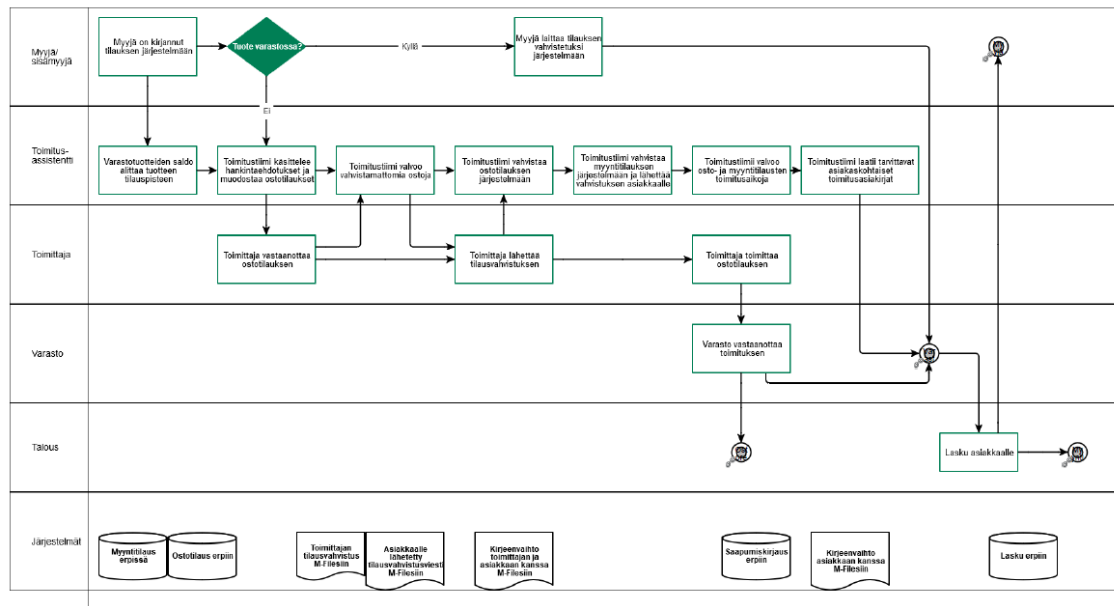 Myyjä/
sisämyyjä
Myyjä on kirjannut
tilauksen järjestelmään
Tuote varastossa?
Kyllä
Myyjä laittaa tilauksen
vahvistetuksi
järjestelmään
Ei
Toimitus-
assistentti
Varastotuotteiden saldo
alittaa tuotteen
tilauspisteen
Toimitustiimi käsittelee
hankintaehdotukset ja
muodostaa ostotilaukset
Toimitustiimi valvoo
vahvistamattomia ostoja
Toimitustiimi vahvistaa
ostotilauksen
järjestelmään
Toimitustiimi vahvistaa
myyntitilauksen
järjestelmään ja lähettää
vahvistuksen asiakkaalle
Toimitustiimii valvoo
osto- ja myyntitilausten
toimitusaikoja
Toimitustiimi laatii tarvittavat
asiakaskohtaiset
toimitusasiakirjat
Toimittaja
Toimittaja vastaanottaa
ostotilauksen
Toimittaja lähettää
tilausvahvistuksen
Toimittaja toimittaa
ostotilauksen
Varasto
Varasto vastaanottaa
toimituksen
Talous
Lasku asiakkaalle
Järjestelmät
Myyntitilaus
erpissä
Ostotilaus erpiin
Toimittajan
tilausvahvistus
M-Filesiin
Asiakkaalle
lähetetty
tilausvahvistusviesti
M-Filesiin
Kirjeenvaihto
toimittajan ja
asiakkaan kanssa
M-Filesiin
Saapumiskirjaus
erpiin
Kirjeenvaihto
asiakkaan kanssa
M-Filesiin
Lasku erpiin